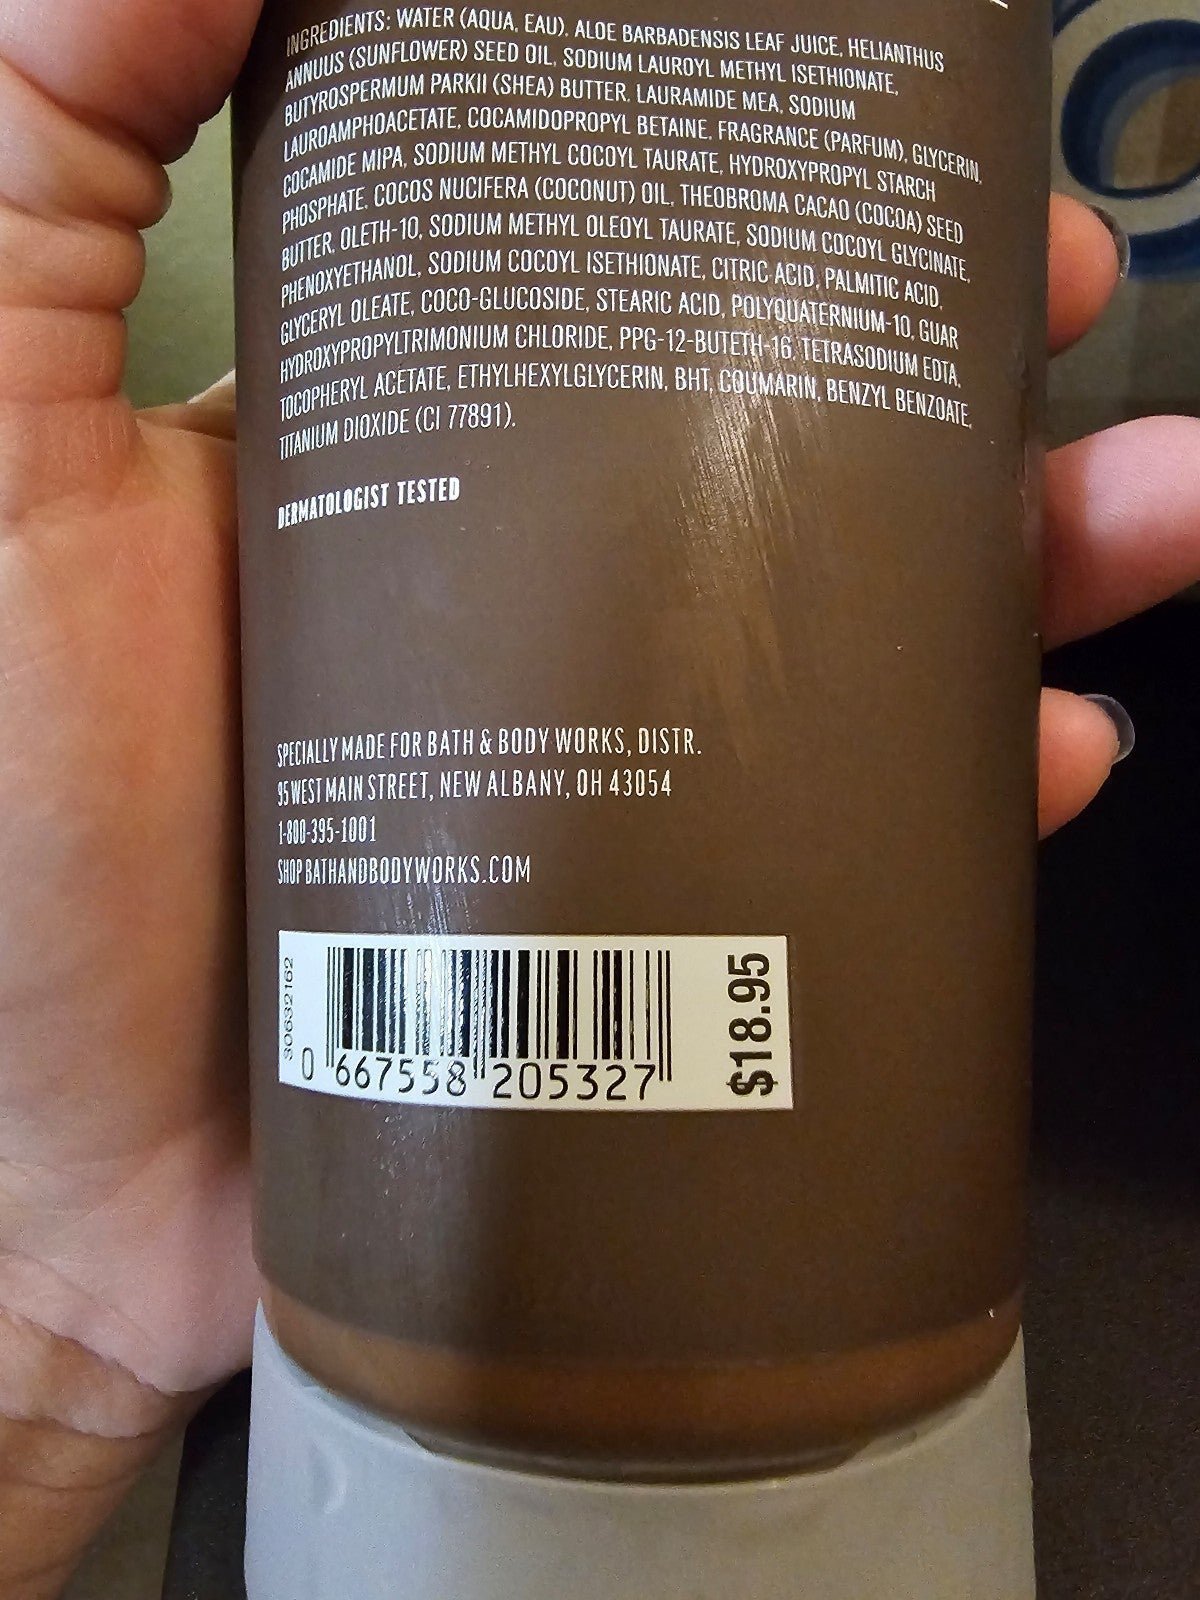 INGREDIENTS: WATER (AQUA, EAU), ALOE BARBADENSIS LEAF JUICE, HELIANTHUS
ANNUUS (SUNFLOWER) SEED OIL, SODIUM LAUROYL METHYL ISETHIONATE,
BUTYROSPERMUM PARKII (SHEA) BUTTER, LAURAMIDE MEA, SODIUM
LAUROAMPHOACETATE, COCAMIDOPROPYL BETAINE, FRAGRANCE (PARFUM), GLYCERIN,
COCAMIDE MIPA, SODIUM METHYL COCOYL TAURATE, HYDROXYPROPYL STARCH
PHOSPHATE, COCOS NUCIFERA (COCONUT) OIL, THEOBROMA CACAO (COCOA) SEED
BUTTER, OLETH-10, SODIUM METHYL OLEOYL TAURATE, SODIUM COCOYL GLYCINATE,
PHENOXYETHANOL, SODIUM COCOYL ISETHIONATE, CITRIC ACID, PALMITIC ACID,
GLYCERYL OLEATE, COCO-GLUCOSIDE, STEARIC ACID, POLYQUATERNIUM-10, GUAR
HYDROXYPROPYLTRIMONIUM CHLORIDE, PPG-12-BUTETH-16, TETRASODIUM EDTA,
TOCOPHERYL ACETATE, ETHYLHEXYLGLYCERIN, BHT, COUMARIN, BENZYL BENZOATE,
TITANIUM DIOXIDE (CI 77891).
DERMATOLOGIST TESTED
SPECIALLY MADE FOR BATH & BODY WORKS, DISTR.
95 WEST MAIN STREET, NEW ALBANY, OH 43054
1-800-395-1001
SHOP BATHANDBODYWORKS.COM
30632162
0 667558 205327
$18.95